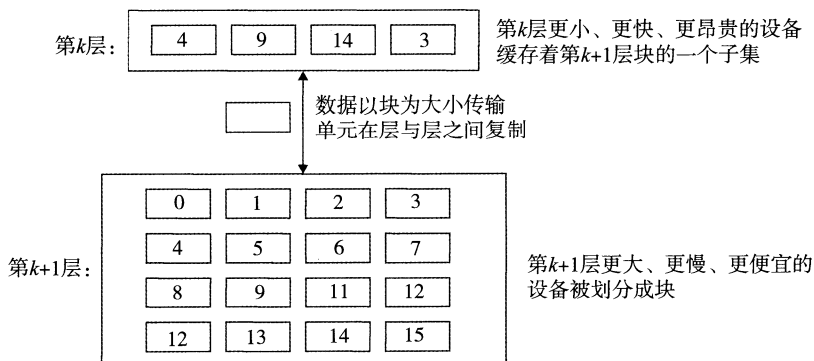 第k层：
4 9 14 3
第k层更小、更快、更昂贵的设备
缓存着第k+1层块的一个子集
数据以块为大小传输
单元在层与层之间复制
第k+1层：
0 1 2 3
4 5 6 7
8 9 11 12
12 13 14 15
第k+1层更大、更慢、更便宜的
设备被划分成块